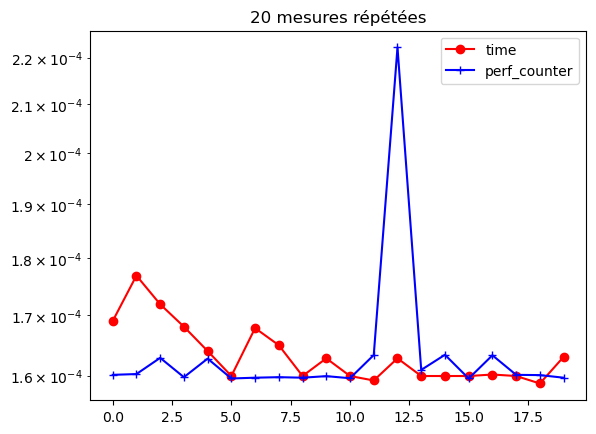 20 mesures répétées
time
perf_counter
2.2 × 10⁻⁴
2.1 × 10⁻⁴
2 × 10⁻⁴
1.9 × 10⁻⁴
1.8 × 10⁻⁴
1.7 × 10⁻⁴
1.6 × 10⁻⁴
0.0 2.5 5.0 7.5 10.0 12.5 15.0 17.5